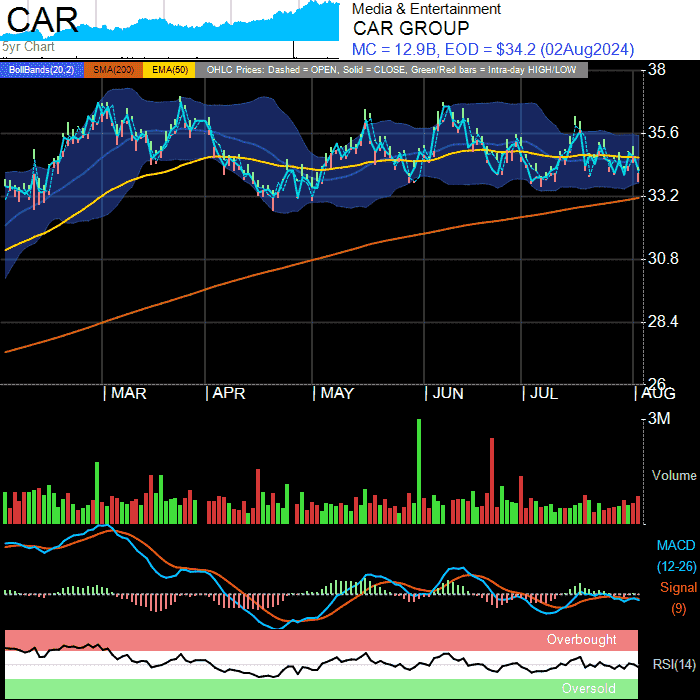 CAR
5yr Chart
Media & Entertainment
CAR GROUP
MC = 12.9B, EOD = $34.2 (02Aug2024)
BollBands(20,2) SMA(200) EMA(50) OHLC Prices: Dashed = OPEN, Solid = CLOSE, Green/Red bars = Intra-day HIGH/LOW
38
35.6
33.2
30.8
28.4
26
MAR APR MAY JUN JUL AUG
3M
Volume
MACD
(12-26)
Signal
(9)
Overbought
RSI(14)
Oversold